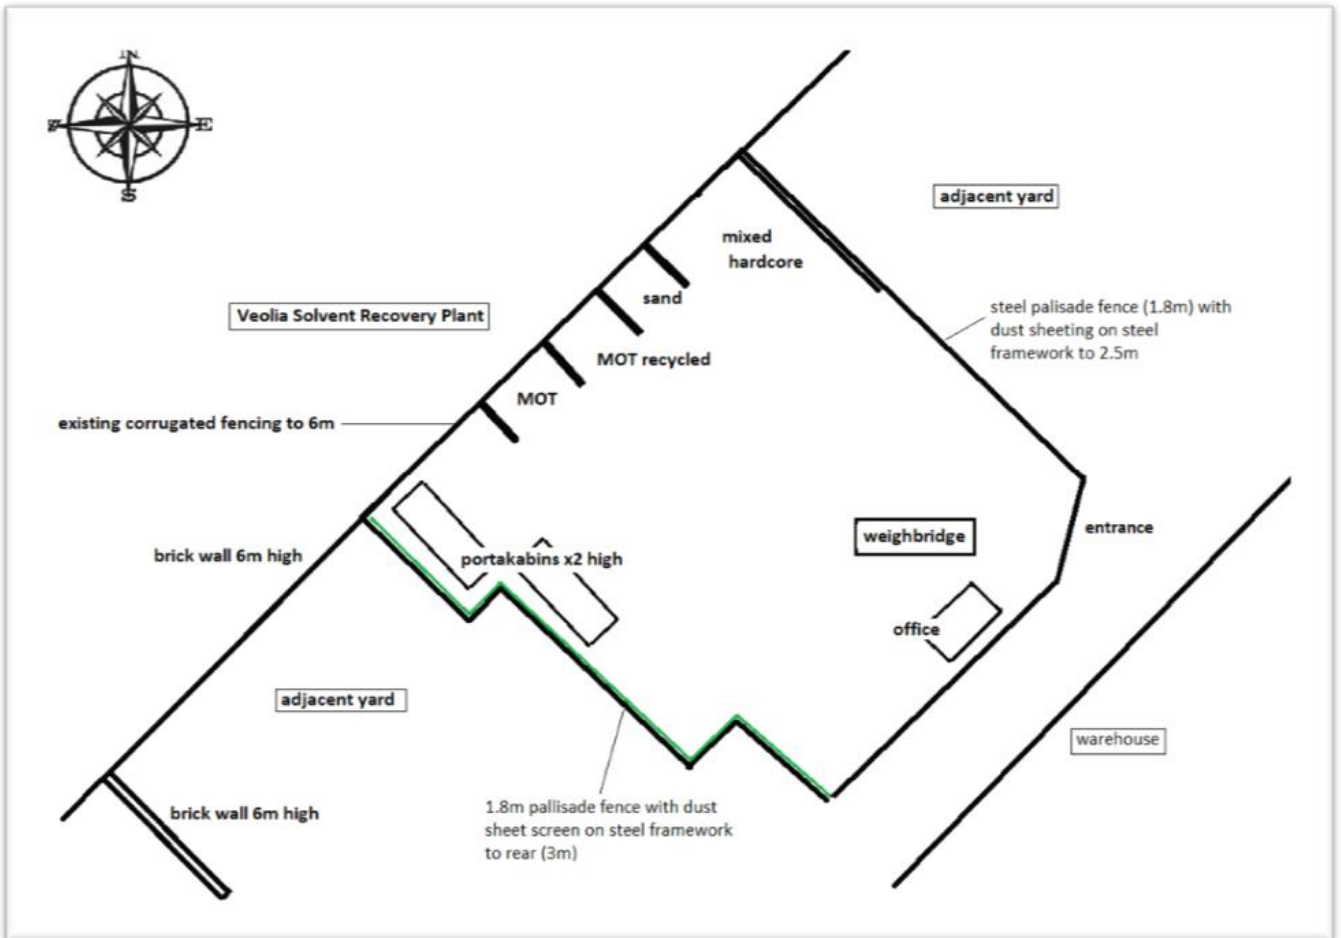 N
E
S
adjacent yard
mixed
hardcore
sand
steel palisade fence (1.8m) with
dust sheeting on steel
framework to 2.5m
Veolia Solvent Recovery Plant
MOT recycled
MOT
existing corrugated fencing to 6m
entrance
weighbridge
brick wall 6m high
portakabins x2 high
office
adjacent yard
warehouse
brick wall 6m high
1.8m pallisade fence with dust
sheet screen on steel framework
to rear (3m)